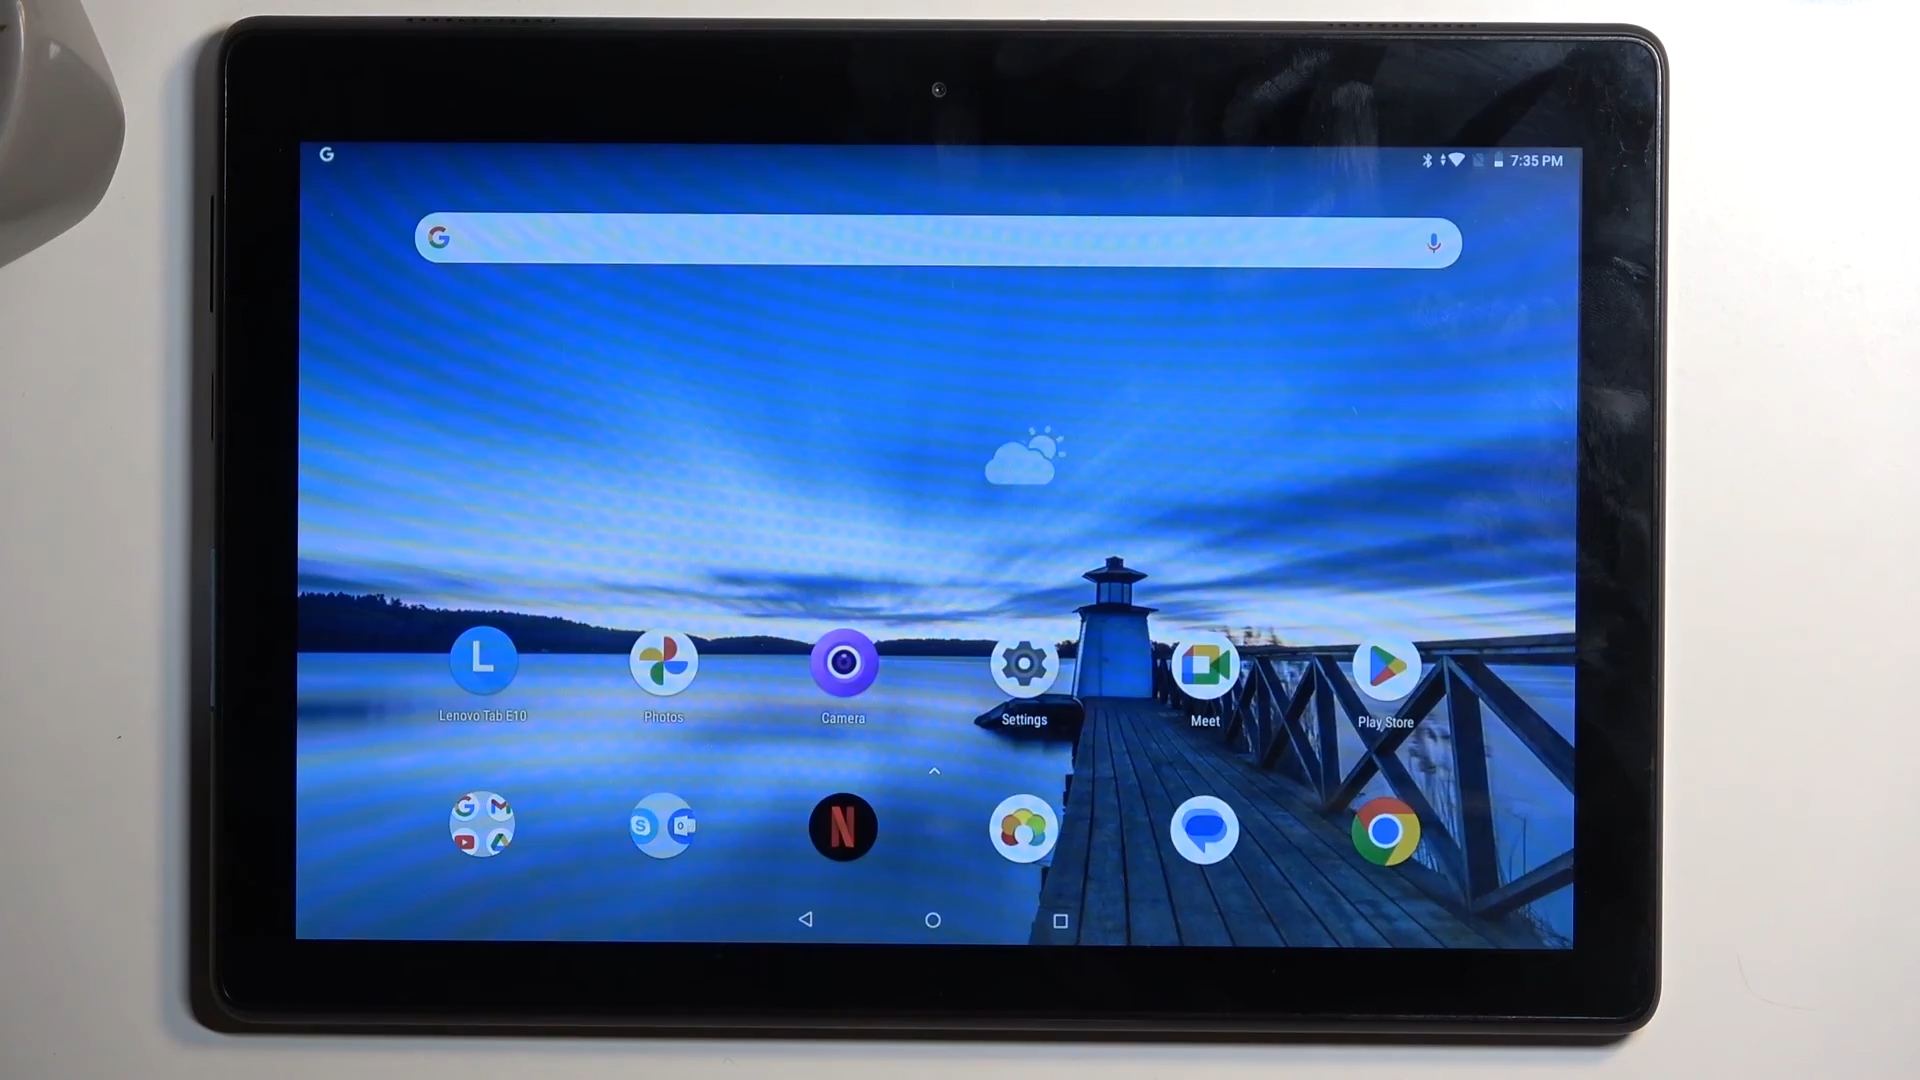 G
7:35 PM
G
L
Lenovo Tab E10
Photos
Camera
Settings
Meet
Play Store
G
S
N